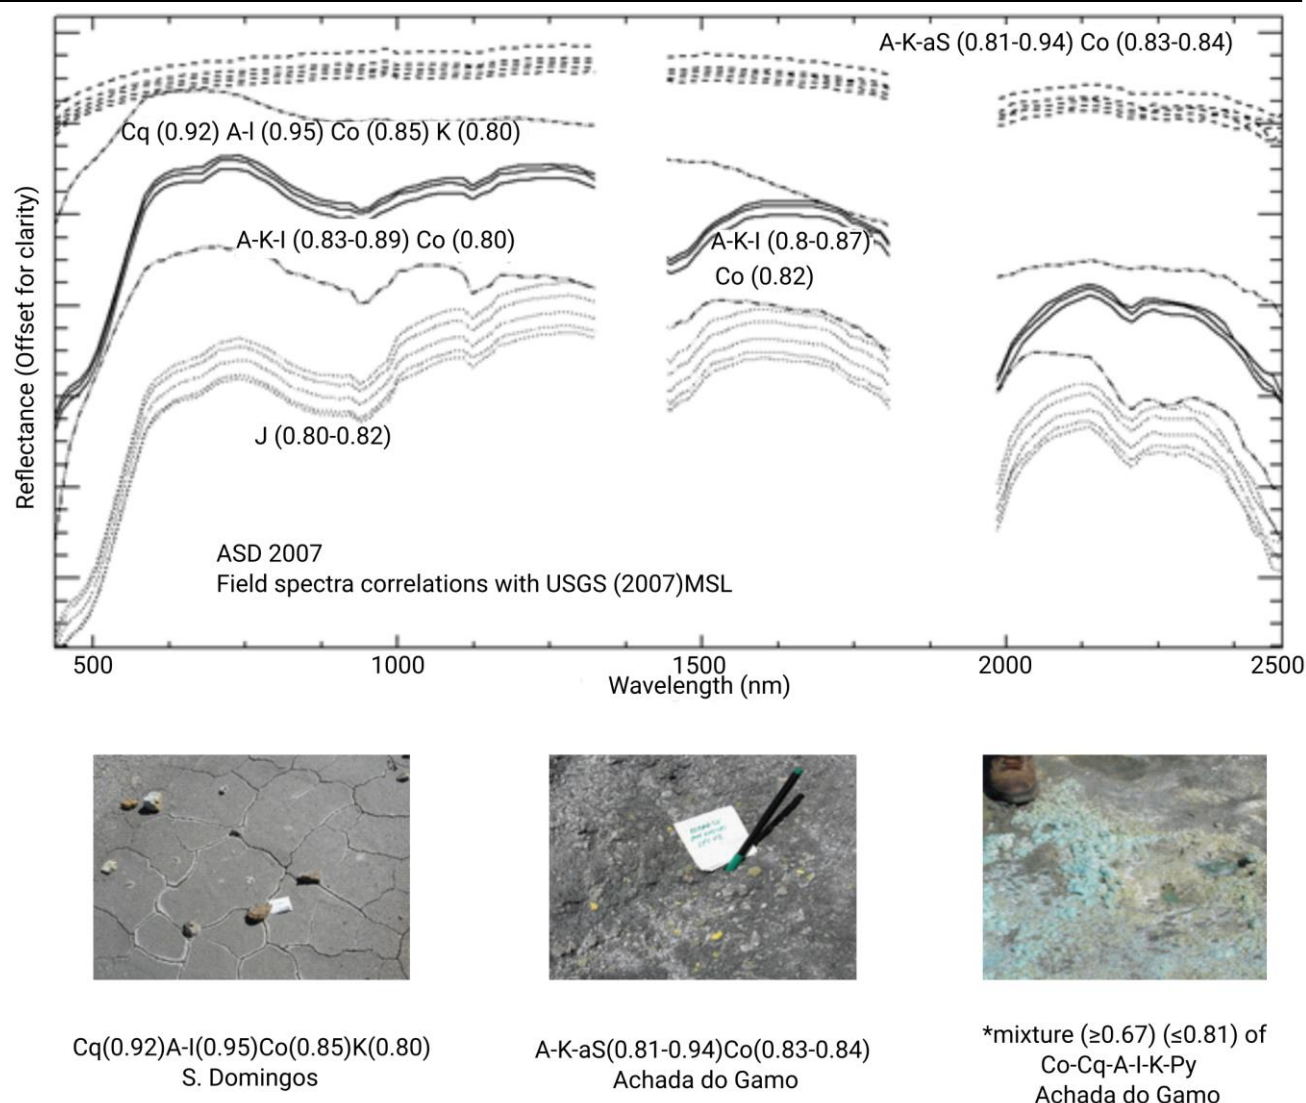 A-K-aS (0.81-0.94) Co (0.83-0.84)
Cq (0.92) A-I (0.95) Co (0.85) K (0.80)
A-K-I (0.83-0.89) Co (0.80)
A-K-I (0.8-0.87)
Co (0.82)
J (0.80-0.82)
ASD 2007
Field spectra correlations with USGS (2007)MSL
Reflectance (Offset for clarity)
500 1000 1500 2000 2500
Wavelength (nm)
Cq(0.92)A-I(0.95)Co(0.85)K(0.80)
S. Domingos
A-K-aS(0.81-0.94)Co(0.83-0.84)
Achada do Gamo
*mixture (≥0.67) (≤0.81) of
Co-Cq-A-I-K-Py
Achada do Gamo